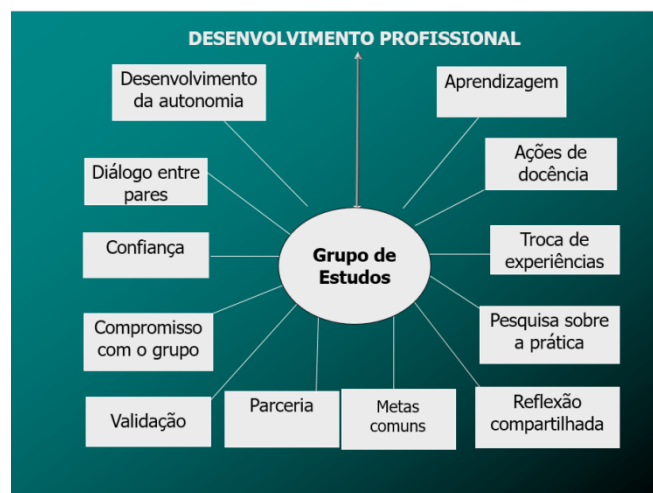 DESENVOLVIMENTO PROFISSIONAL
Desenvolvimento
da autonomia
Aprendizagem
Diálogo entre
pares
Ações de
docência
Confiança
Grupo de
Estudos
Troca de
experiências
Compromisso
com o grupo
Pesquisa sobre
a prática
Validação
Parceria
Metas
comuns
Reflexão
compartilhada